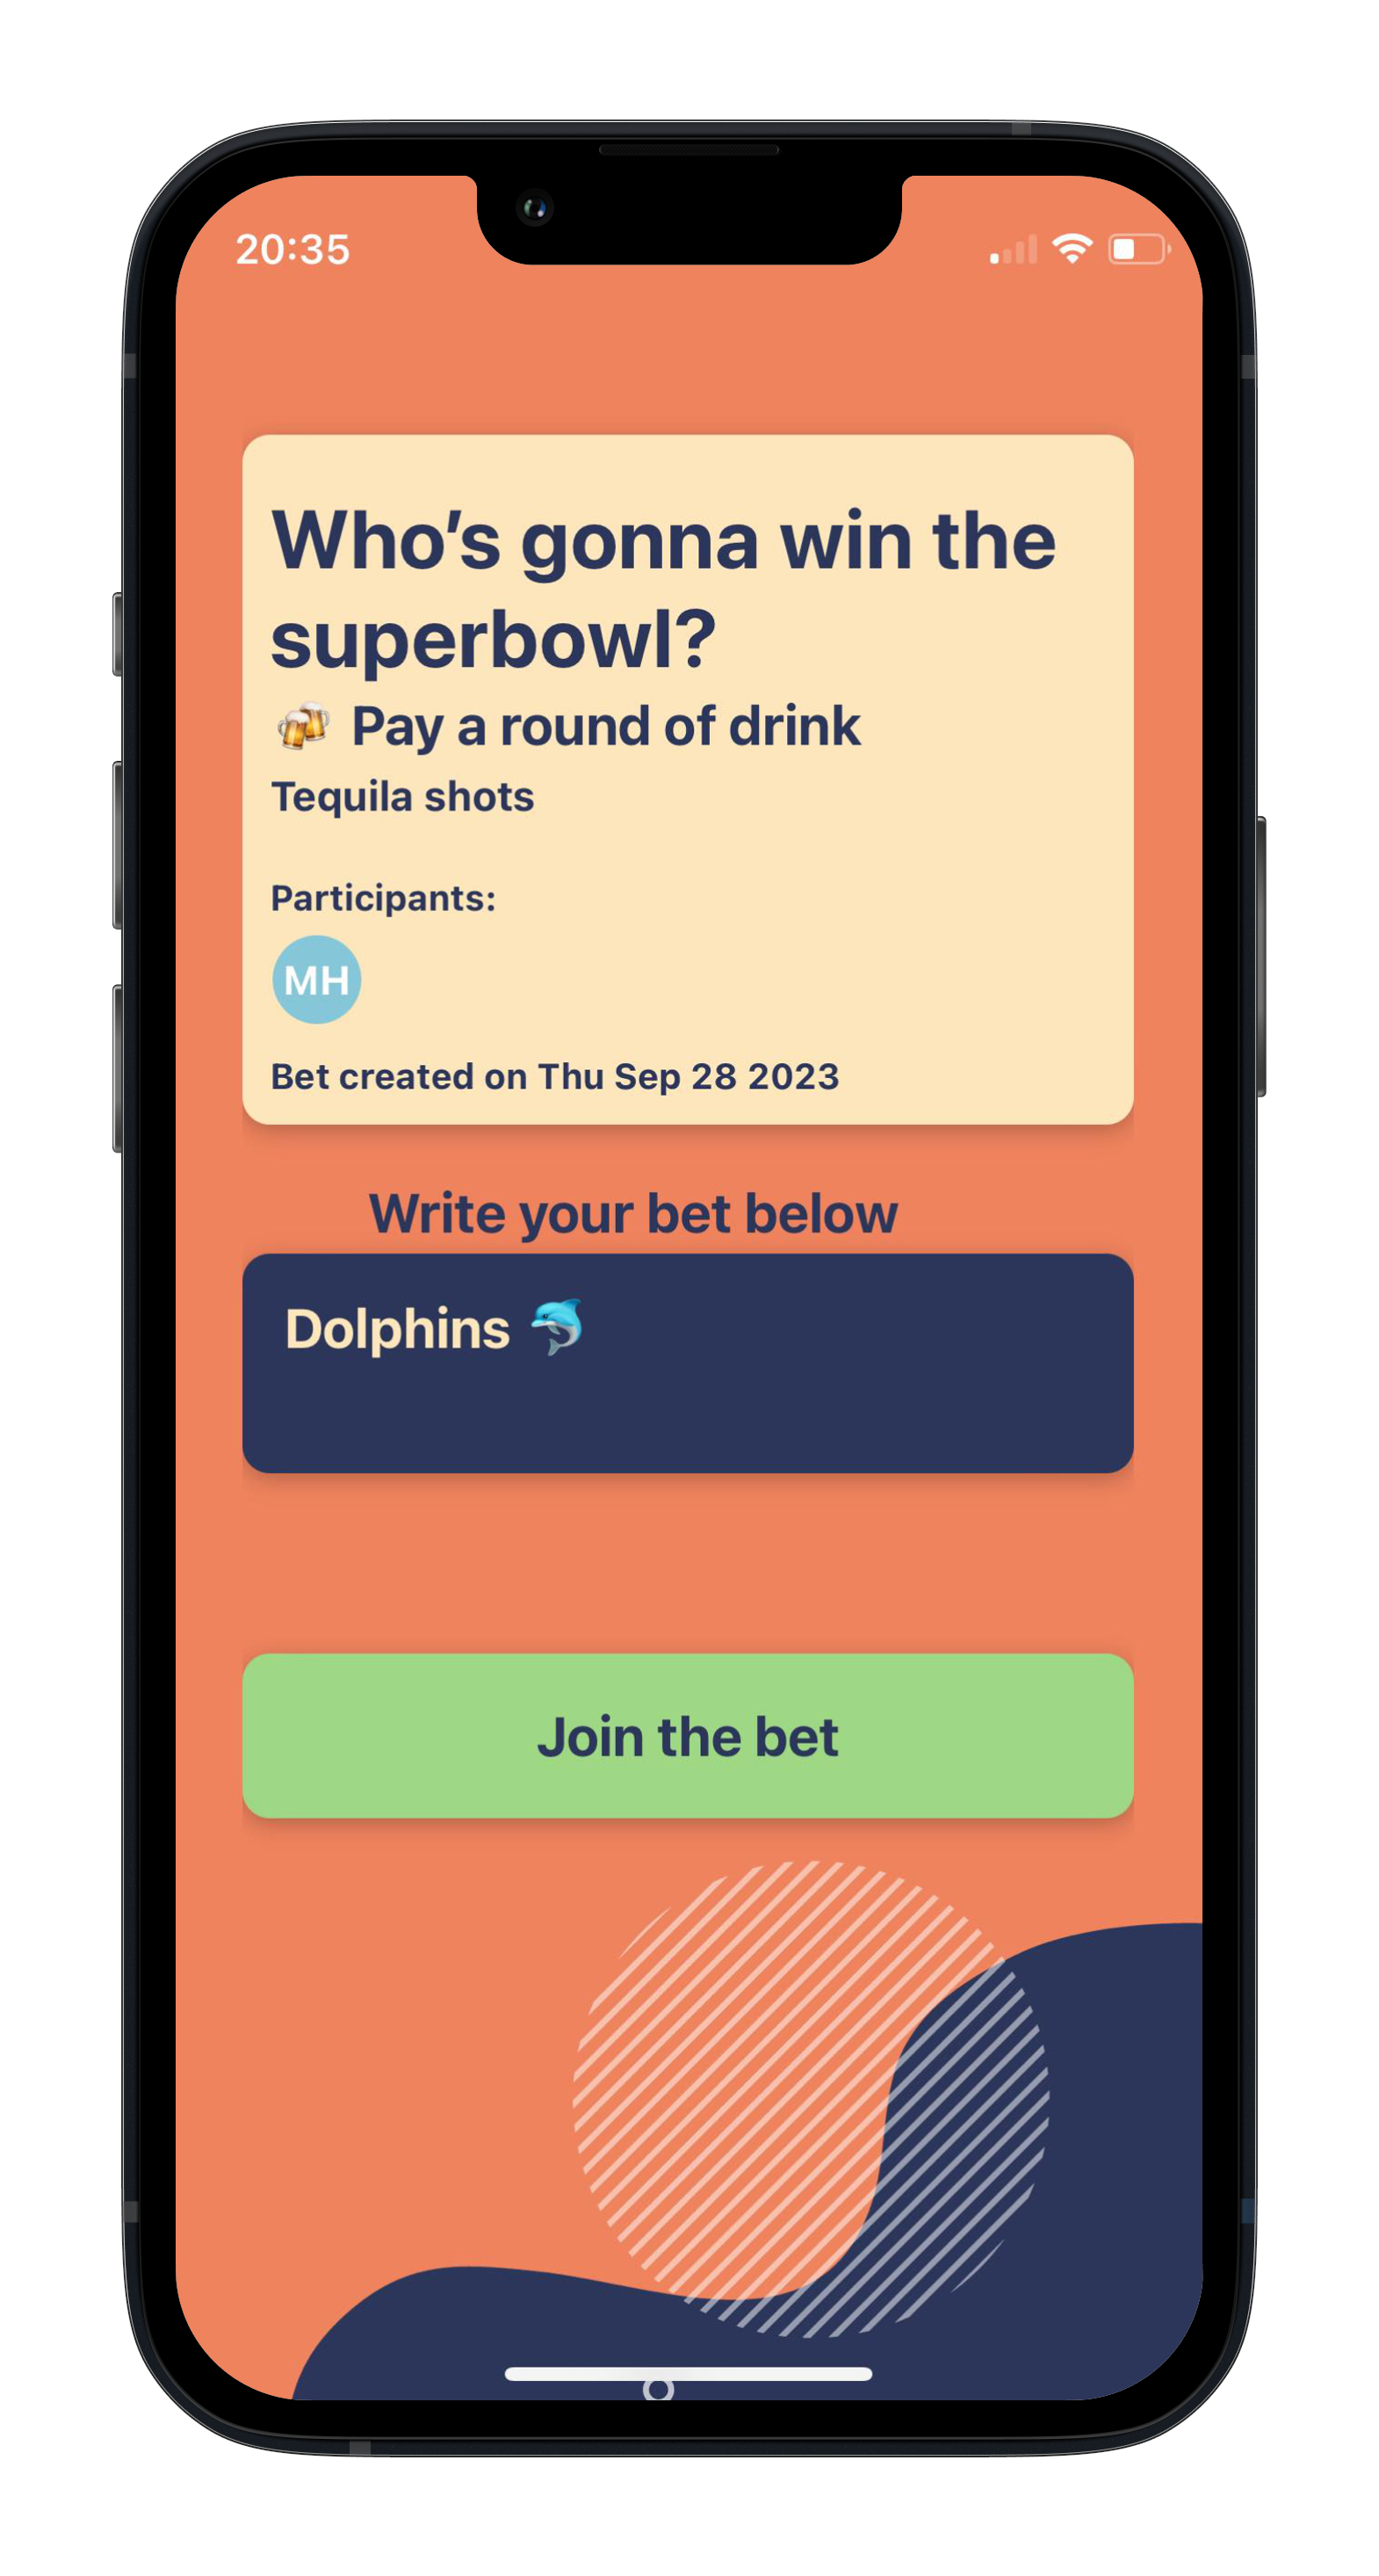 20:35
Who's gonna win the
superbowl?
🍻 Pay a round of drink
Tequila shots
Participants:
MH
Bet created on Thu Sep 28 2023
Write your bet below
Dolphins 🐬
Join the bet